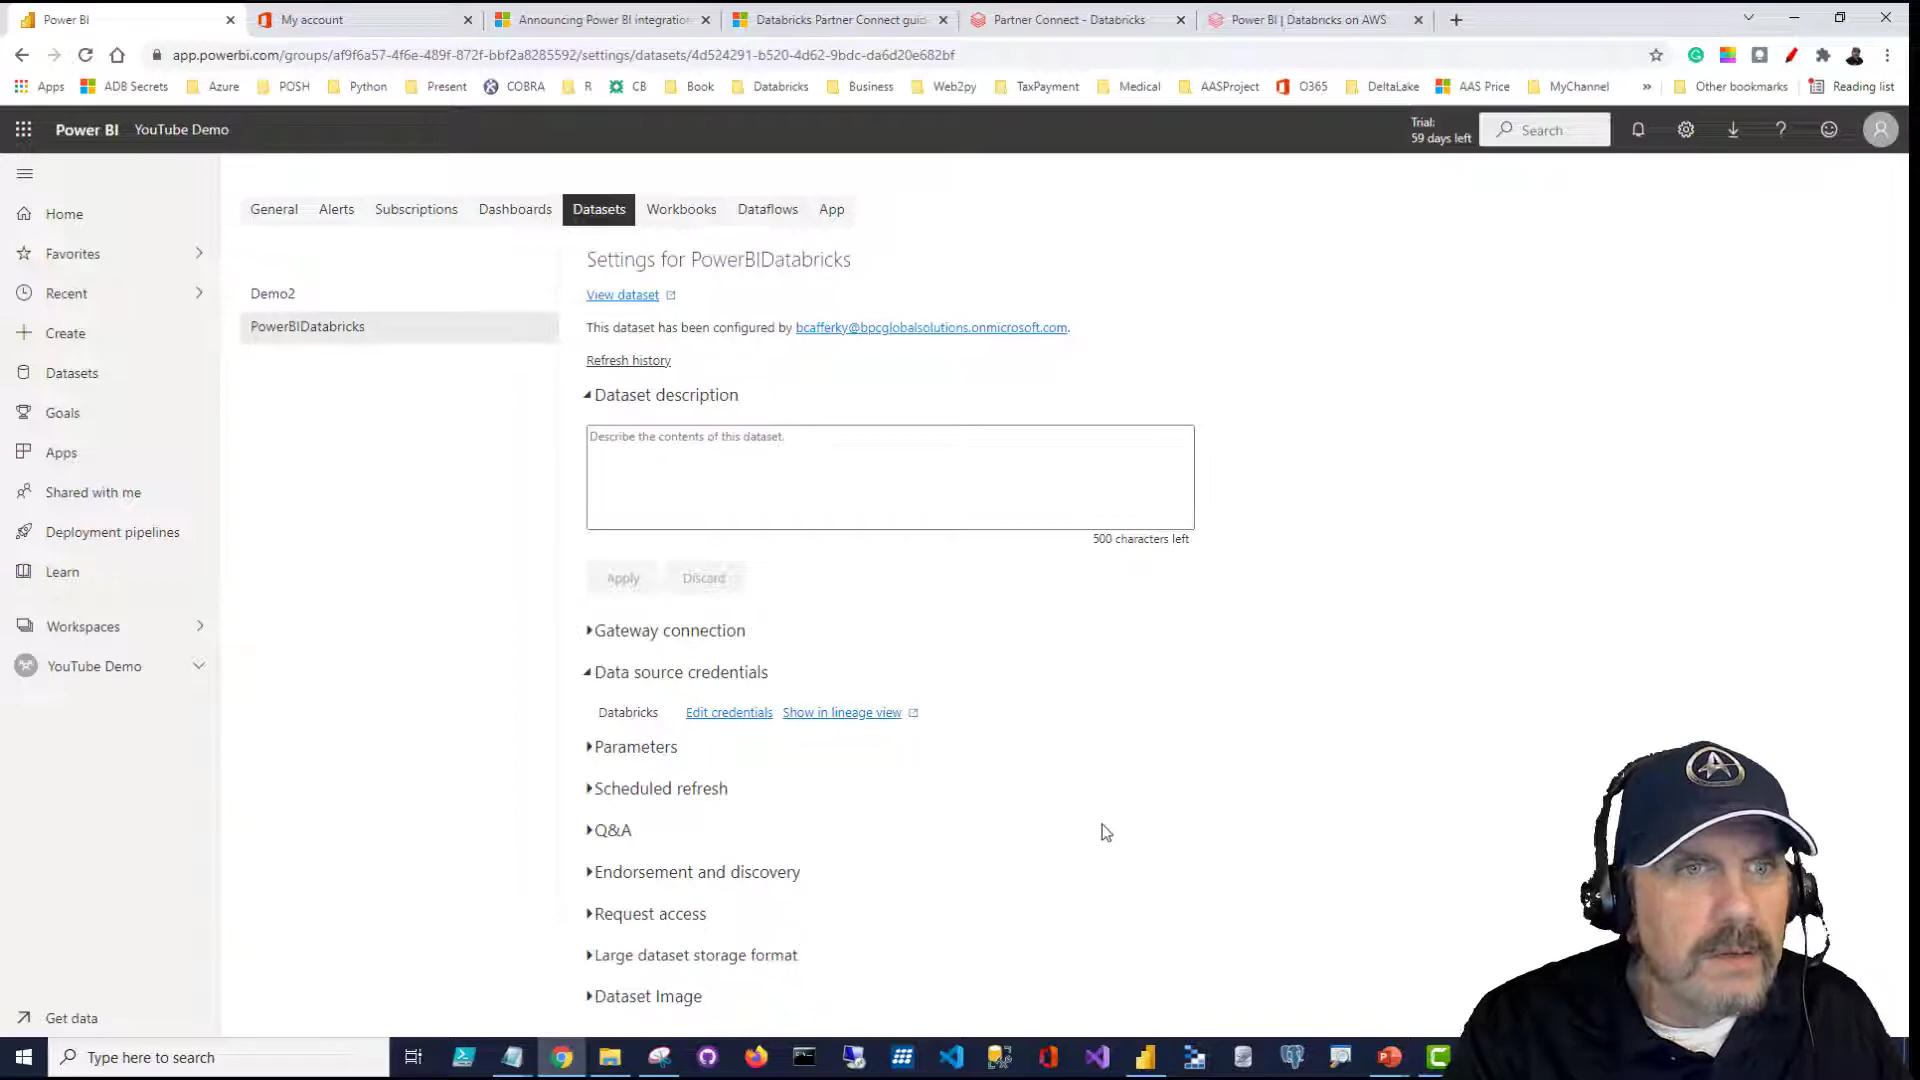 Power BI
My account
Announcing Power BI integration
Databricks Partner Connect guid
Partner Connect - Databricks
Power BI | Databricks on AWS
app.powerbi.com/groups/af9f6a57-4f6e-489f-872f-bbf2a8285592/settings/datasets/4d524291-b520-4d62-9bdc-da6d20e682bf
Apps
ADB Secrets
Azure
POSH
Python
Present
COBRA
R
CB
Book
Databricks
Business
Web2py
TaxPayment
Medical
AASProject
O365
DeltaLake
AAS Price
MyChannel
»
Other bookmarks
Reading list
Power BI YouTube Demo
Trial:
59 days left
Search
Home
Favorites
Recent
Create
Datasets
Goals
Apps
Shared with me
Deployment pipelines
Learn
Workspaces
YouTube Demo
Get data
General Alerts Subscriptions Dashboards Datasets Workbooks Dataflows App
Demo2
PowerBIDatabricks
Settings for PowerBIDatabricks
View dataset
This dataset has been configured by bcafferky@bpcglobalsolutions.onmicrosoft.com.
Refresh history
Dataset description
Describe the contents of this dataset.
500 characters left
Apply Discard
Gateway connection
Data source credentials
Databricks Edit credentials Show in lineage view
Parameters
Scheduled refresh
Q&A
Endorsement and discovery
Request access
Large dataset storage format
Dataset Image
Type here to search